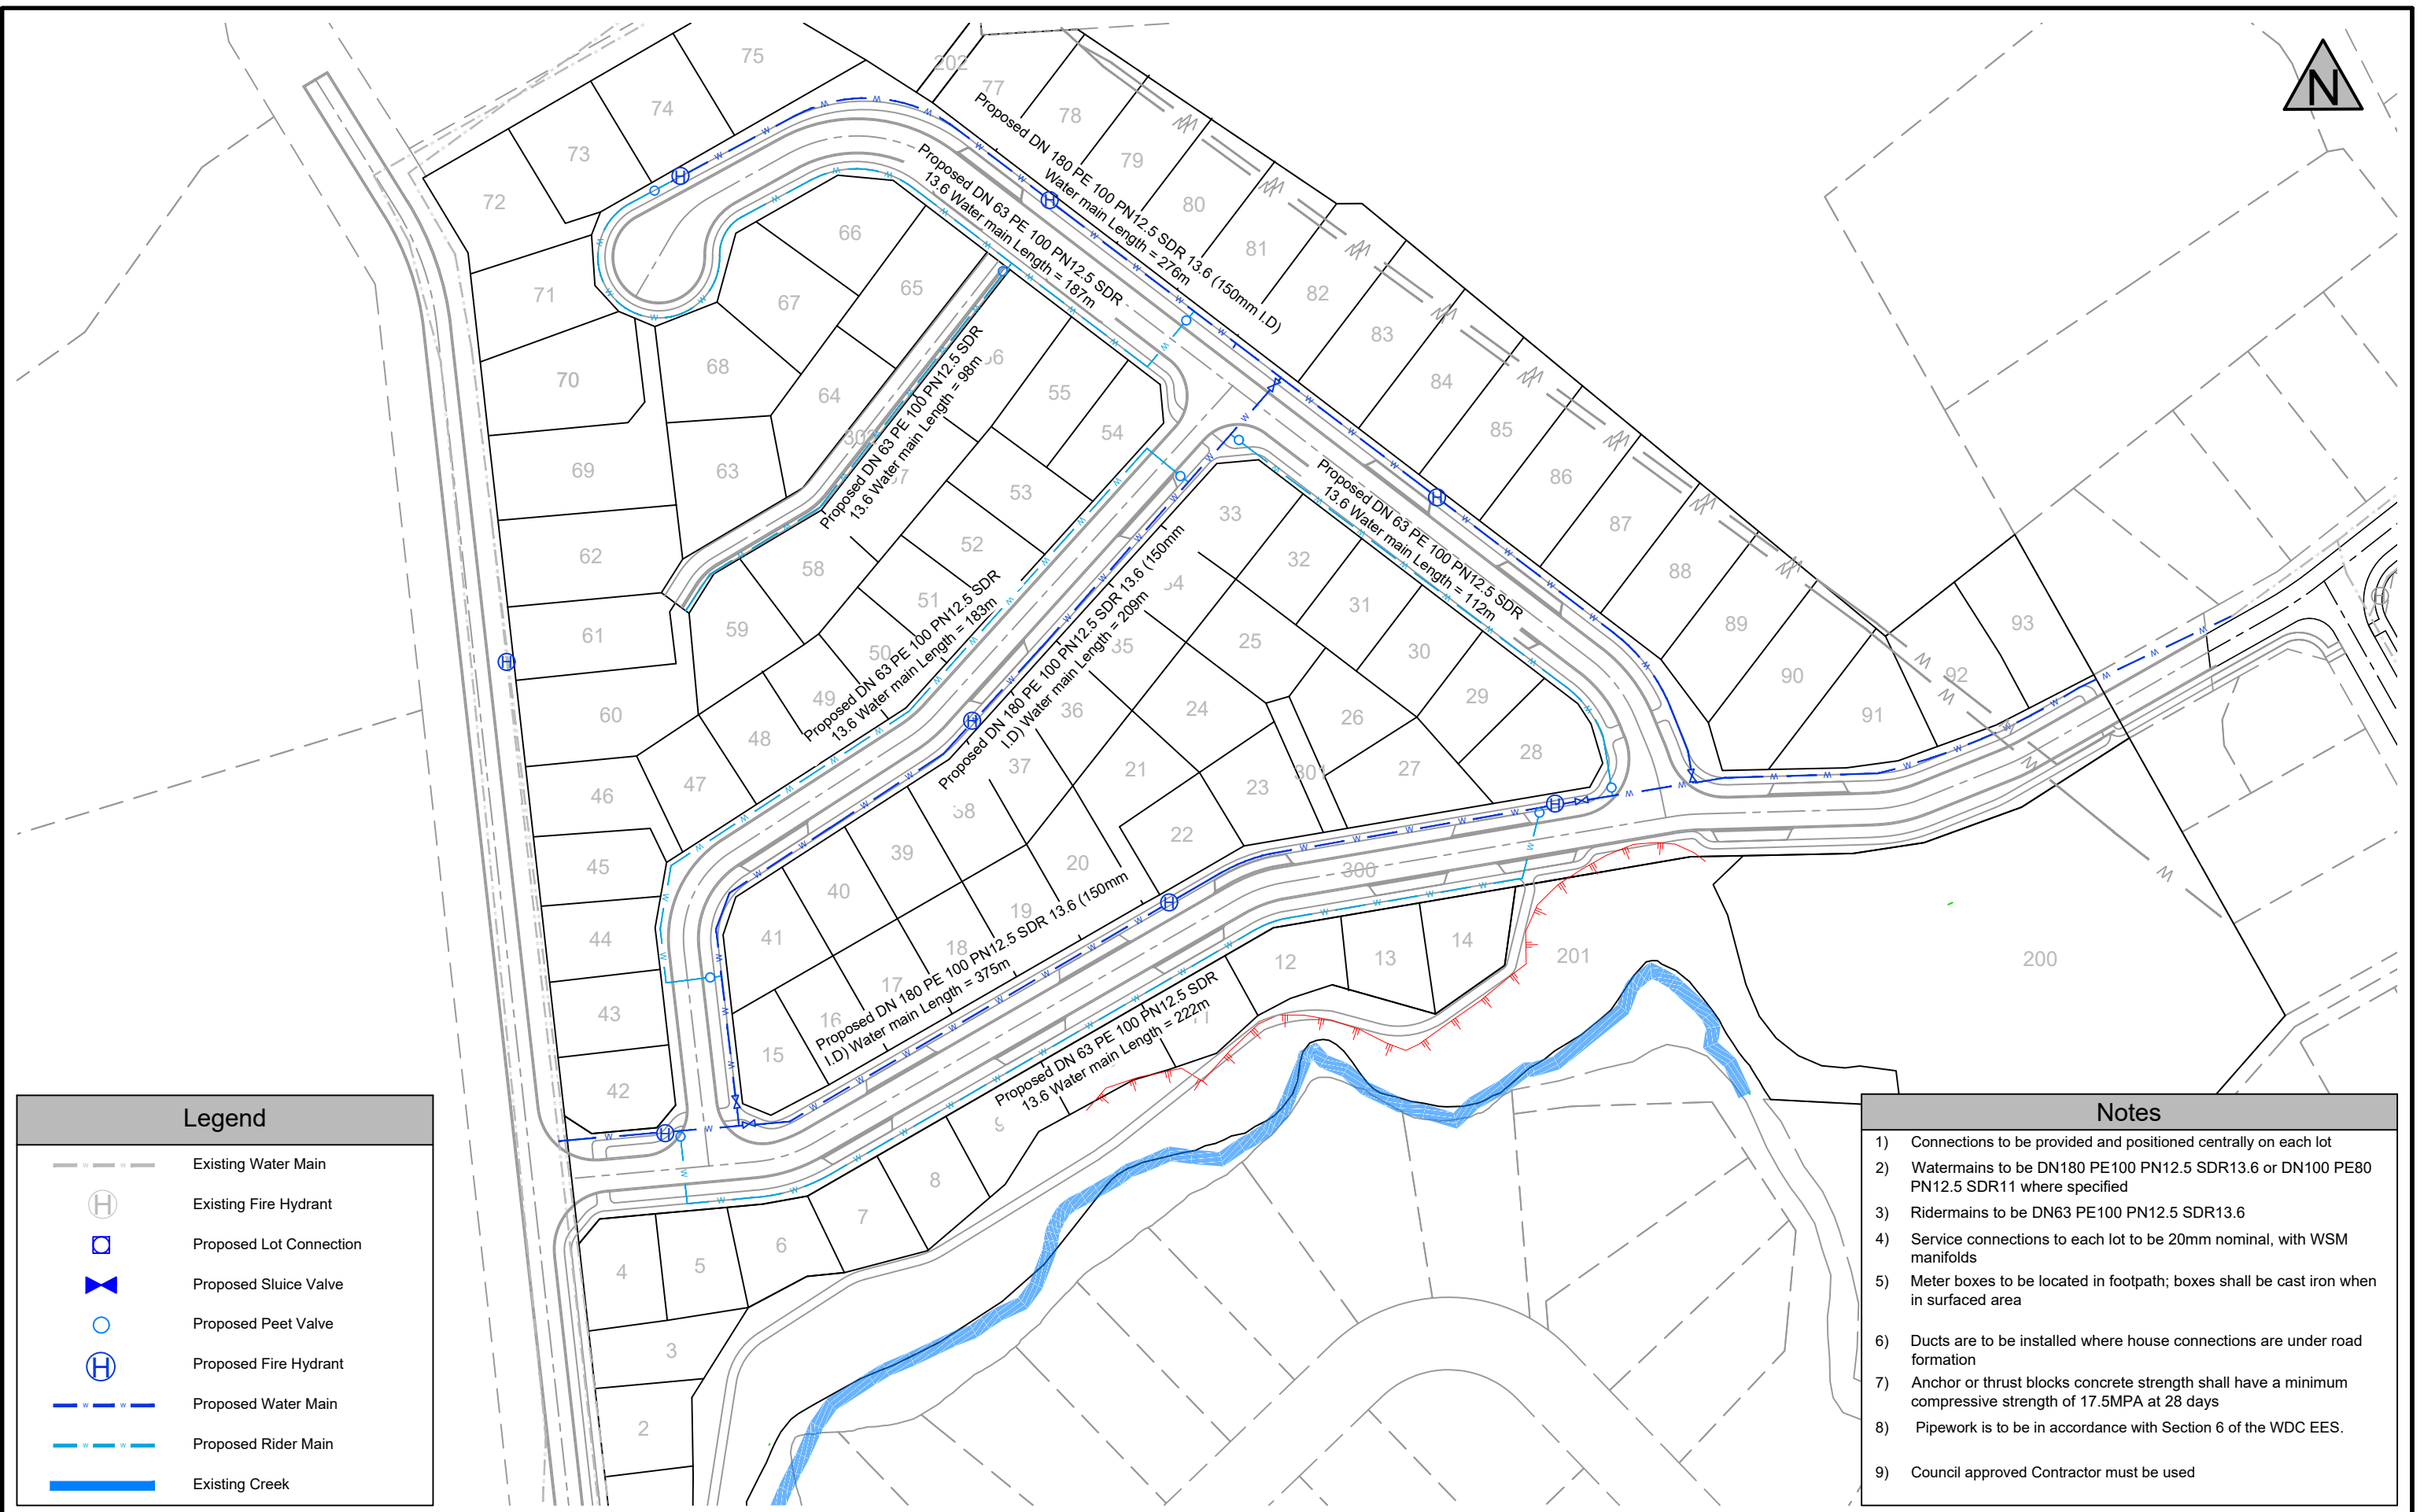 75
202
77
74
78
73
79
72
80
Proposed DN 180 PE 100 PN12.5 SDR 13.6 (150mm I.D)
Water main Length = 276m
Proposed DN 63 PE 100 PN12.5 SDR
13.6 Water main Length = 187m
N
66
81
71
67
65
82
83
70
68
64
55
84
54
85
Proposed DN 63 PE 100 PN12.5 SDR
13.6 Water main Length = 98m
69
63
53
86
33
87
62
58
52
32
88
Proposed DN 63 PE 100 PN12.5 SDR
13.6 Water main Length = 112m
61
59
51
31
89
93
50
35
25
30
90
92
Proposed DN 63 PE 100 PN12.5 SDR
13.6 Water main Length = 183m
Proposed DN 180 PE 100 PN12.5 SDR 13.6 (150mm
I.D) Water main Length = 209m
60
49
36
24
29
26
91
48
37
28
47
21
27
301
46
23
22
39
20
45
300
40
19
44
41
18
14
201
200
13
12
17
Proposed DN 180 PE 100 PN12.5 SDR 13.6 (150mm
I.D) Water main Length = 375m
43
16
15
Proposed DN 63 PE 100 PN12.5 SDR
13.6 Water main Length = 222m
42
9
8
7
6
5
4
3
2
H
W
Legend
Existing Water Main
H Existing Fire Hydrant
Proposed Lot Connection
Proposed Sluice Valve
Proposed Peet Valve
H Proposed Fire Hydrant
w w Proposed Water Main
w w Proposed Rider Main
Existing Creek
Notes
1) Connections to be provided and positioned centrally on each lot
2) Watermains to be DN180 PE100 PN12.5 SDR13.6 or DN100 PE80
PN12.5 SDR11 where specified
3) Ridermains to be DN63 PE100 PN12.5 SDR13.6
4) Service connections to each lot to be 20mm nominal, with WSM
manifolds
5) Meter boxes to be located in footpath; boxes shall be cast iron when
in surfaced area
6) Ducts are to be installed where house connections are under road
formation
7) Anchor or thrust blocks concrete strength shall have a minimum
compressive strength of 17.5MPA at 28 days
8) Pipework is to be in accordance with Section 6 of the WDC EES.
9) Council approved Contractor must be used